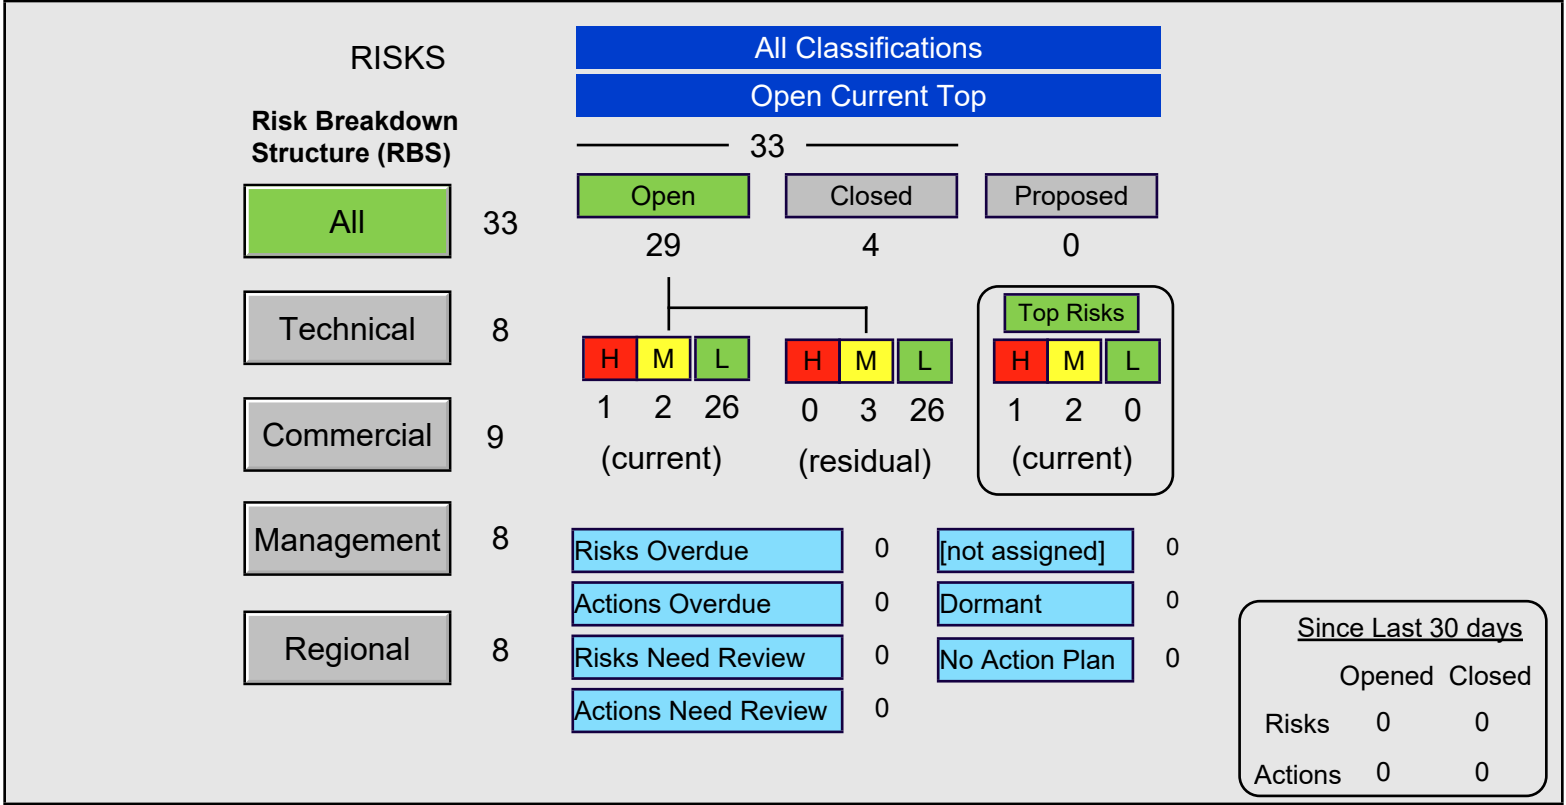 RISKS
All Classifications
Open Current Top
Risk Breakdown
Structure (RBS)
33
All 33
Open Closed Proposed
29 4 0
Technical 8
Top Risks
H M L H M L H M L
1 2 26 0 3 26 1 2 0
Commercial 9
(current) (residual) (current)
Management 8
Risks Overdue 0 [not assigned] 0
Actions Overdue 0 Dormant 0
Regional 8
Risks Need Review 0 No Action Plan 0
Actions Need Review 0
Since Last 30 days
Opened Closed
Risks 0 0
Actions 0 0